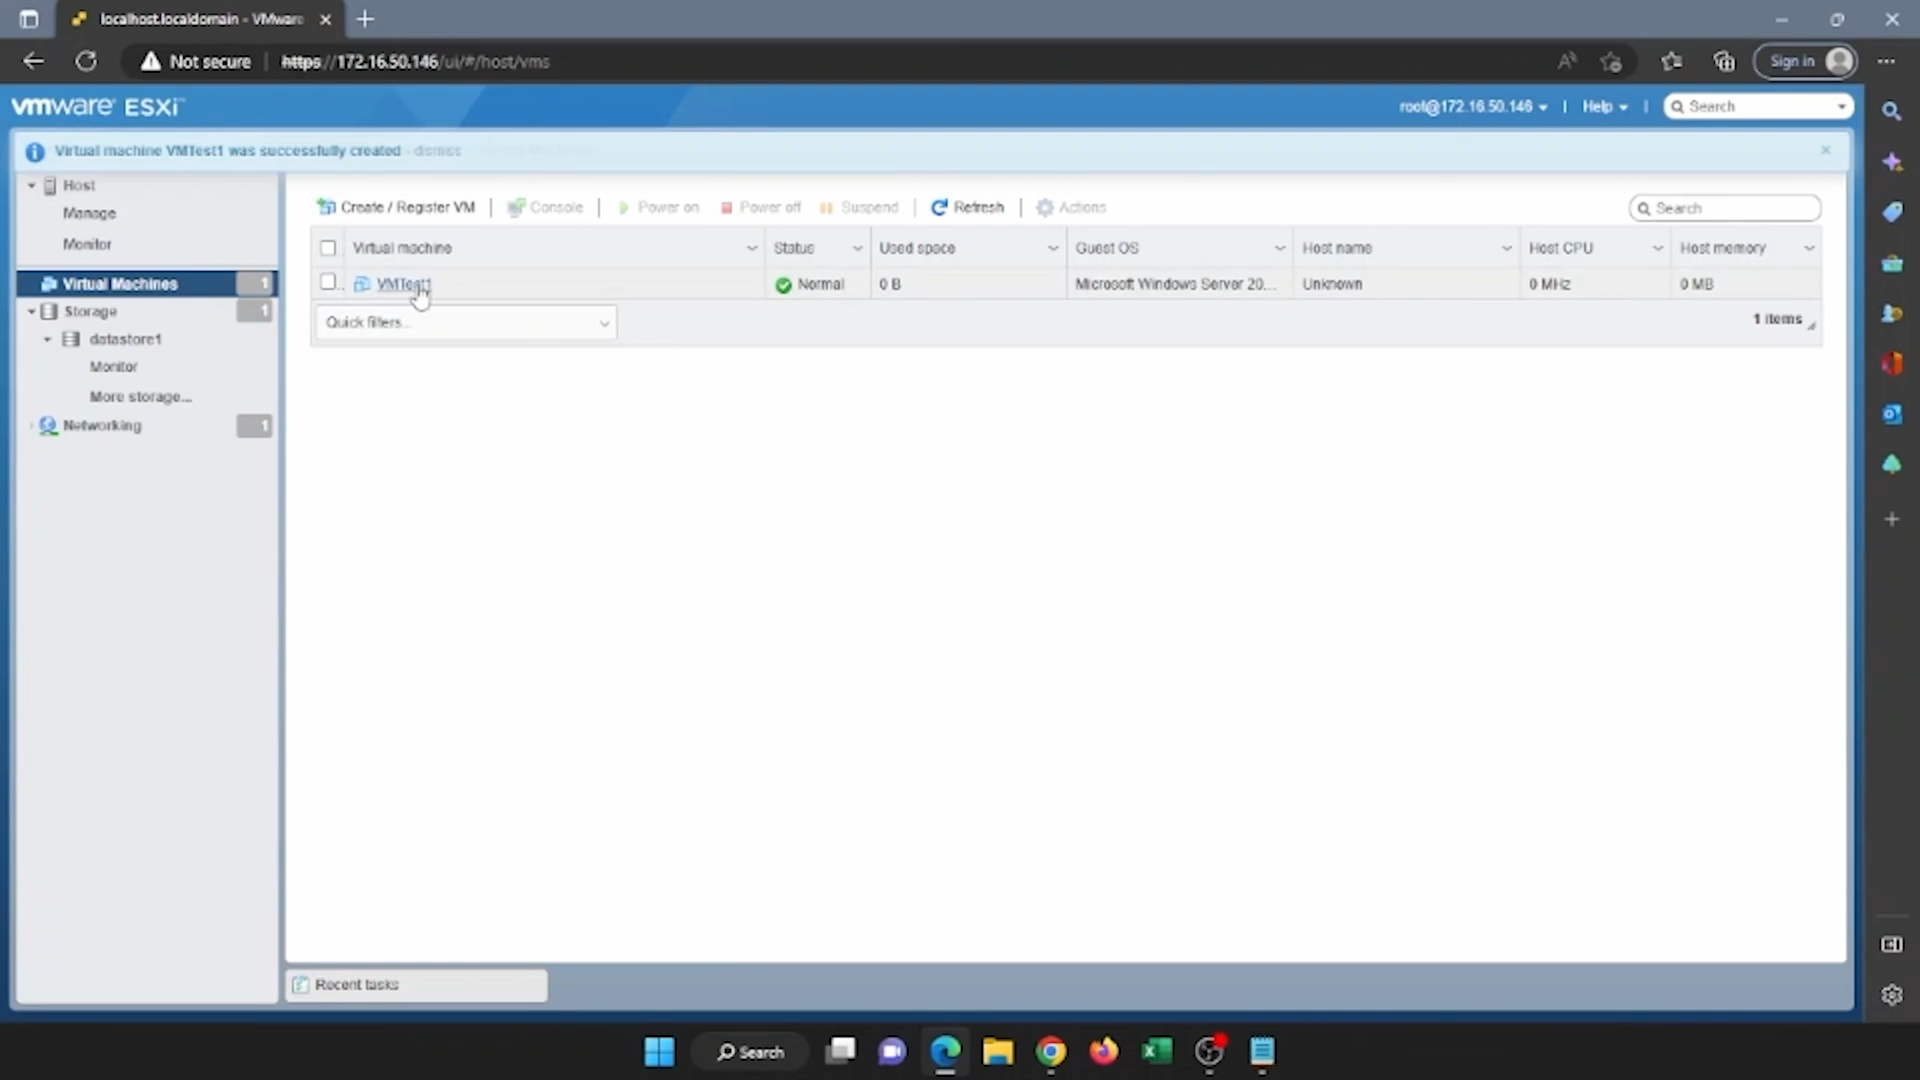 localhost.localdomain - VMware
Not secure https://172.16.50.146/ui/#/host/vms Sign in
vmware ESXi root@172.16.50.146 Help Search
Virtual machine VMTest1 was successfully created - dismiss
Host
Manage
Monitor
Virtual Machines 1
Storage 1
datastore1
Monitor
More storage...
Networking 1
Create / Register VM Console Power on Power off Suspend Refresh Actions Search
Virtual machine Status Used space Guest OS Host name Host CPU Host memory
VMTest1 Normal 0 B Microsoft Windows Server 20... Unknown 0 MHz 0 MB
Quick filters... 1 items
Recent tasks
Search